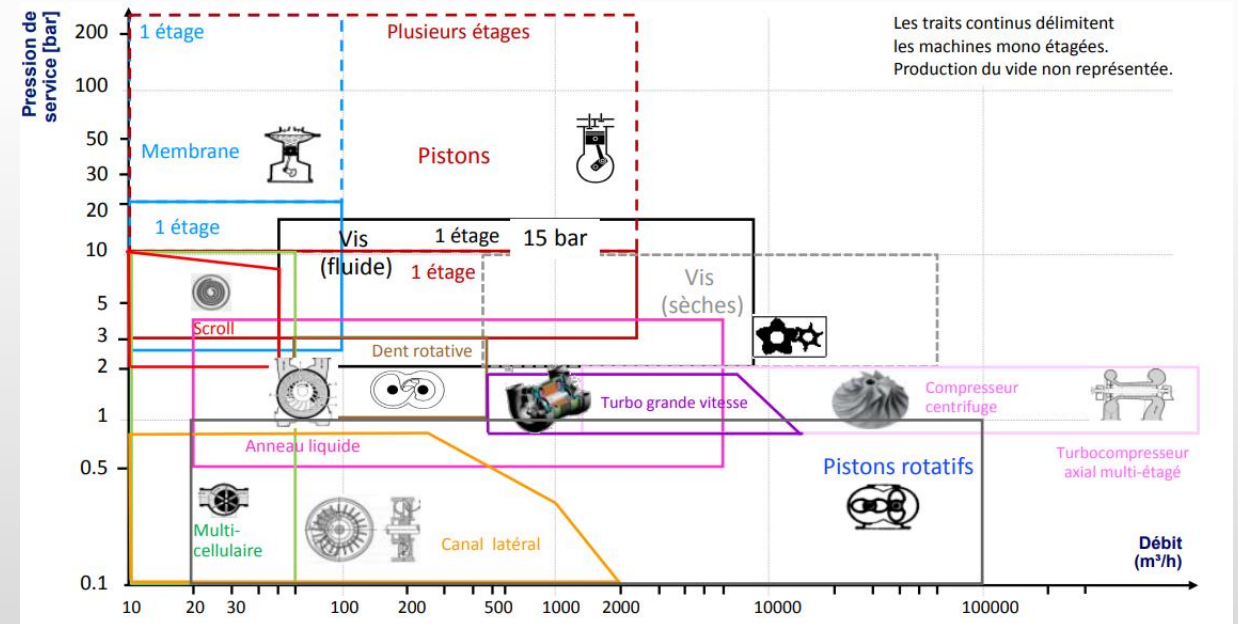 Pression de
service [bar]
200
100
50
30
20
10
5
3
2
1
0.5
0.1
1 étage
Plusieurs étages
Les traits continus délimitent
les machines mono étagées.
Production du vide non représentée.
Membrane
Pistons
1 étage
Vis
(fluide)
1 étage
15 bar
1 étage
Vis
(sèches)
Scroll
Dent rotative
Turbo grande vitesse
Compresseur
centrifuge
Anneau liquide
Pistons rotatifs
Turbocompresseur
axial multi-étagé
Multi-
cellulaire
Canal latéral
Débit
(m³/h)
10
20
30
100
200
500
1000
2000
10000
100000